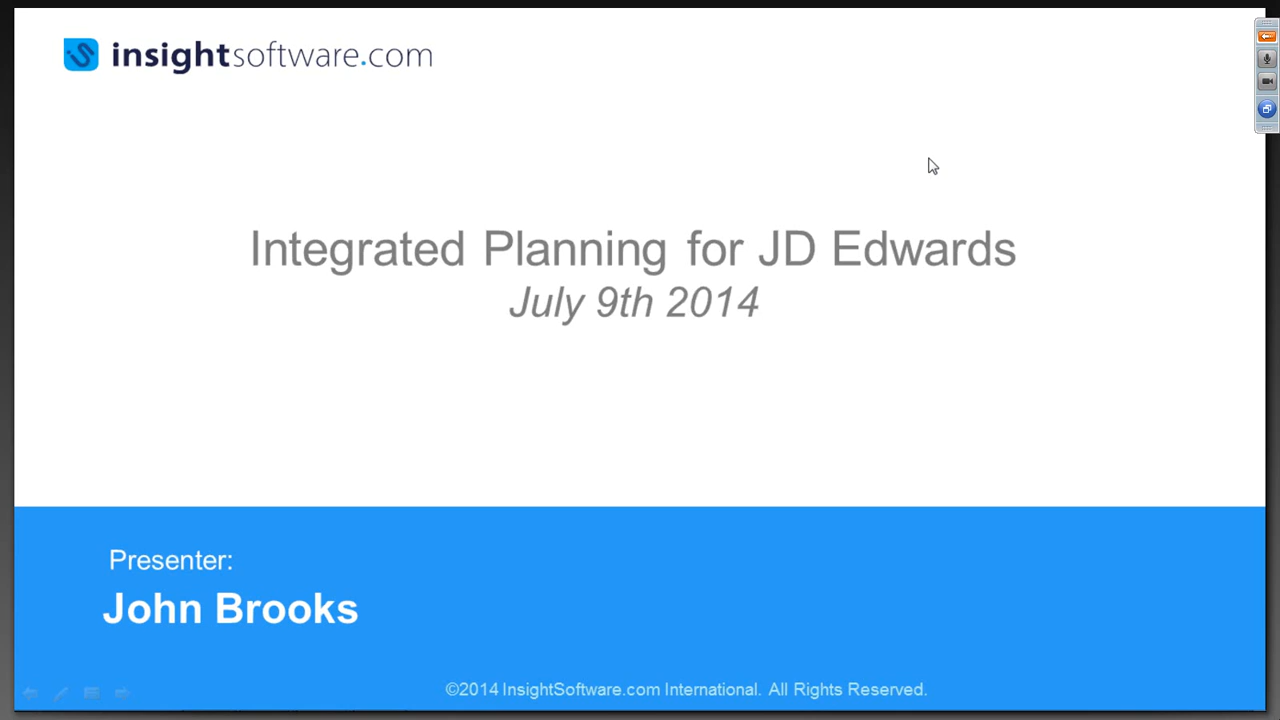 insightsoftware.com
Integrated Planning for JD Edwards
July 9th 2014
Presenter:
John Brooks
©2014 InsightSoftware.com International. All Rights Reserved.